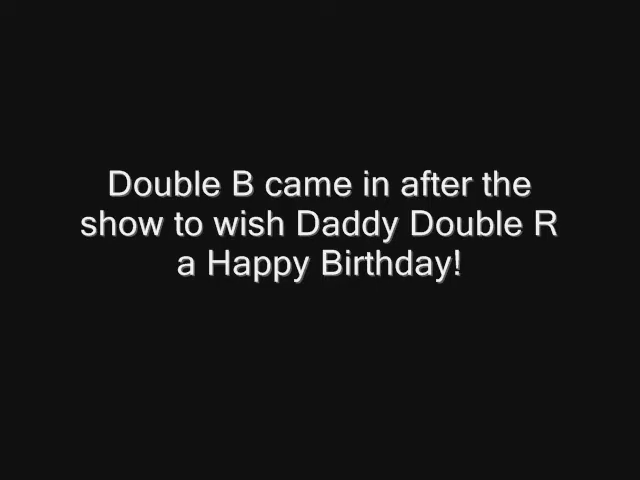 Double B came in after the
show to wish Daddy Double R
a Happy Birthday!